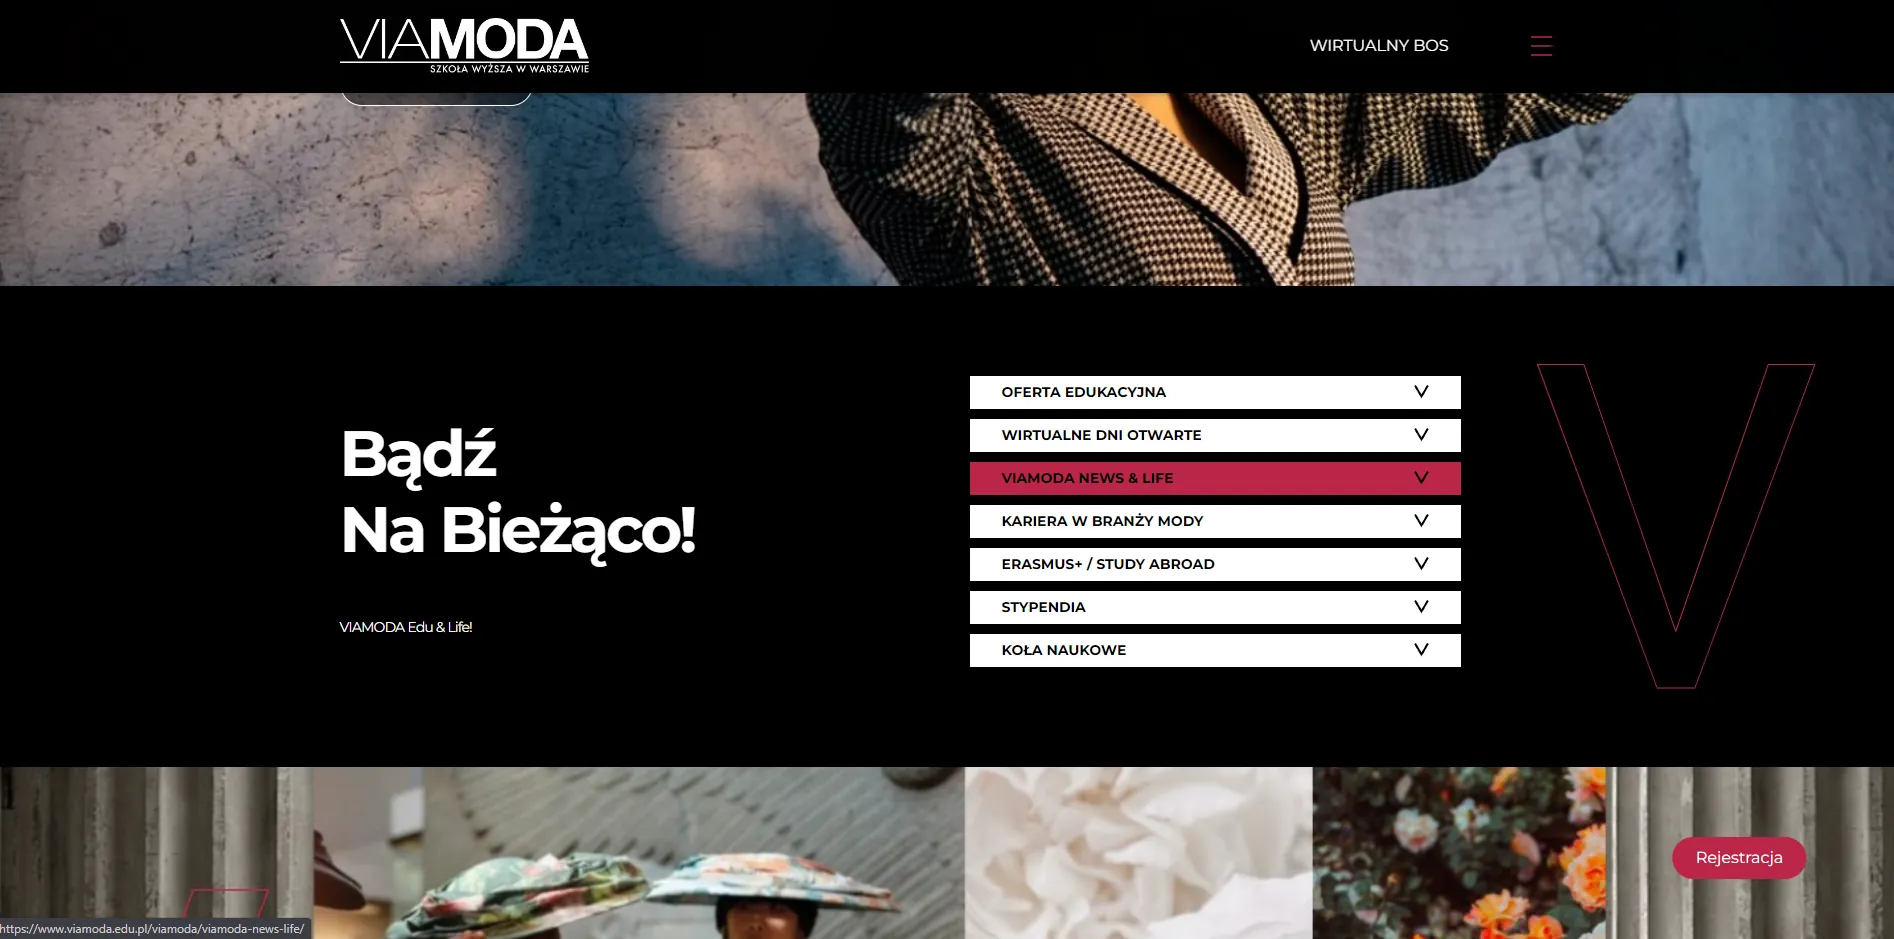 VIAMODA
SZKOŁA WYŻSZA W WARSZAWIE
WIRTUALNY BOS
Bądź
Na Bieżąco!
VIAMODA Edu & Life!
OFERTA EDUKACYJNA
WIRTUALNE DNI OTWARTE
VIAMODA NEWS & LIFE
KARIERA W BRANŻY MODY
ERASMUS+ / STUDY ABROAD
STYPENDIA
KOŁA NAUKOWE
V
Rejestracja
https://www.viamoda.edu.pl/viamoda/viamoda-news-life/